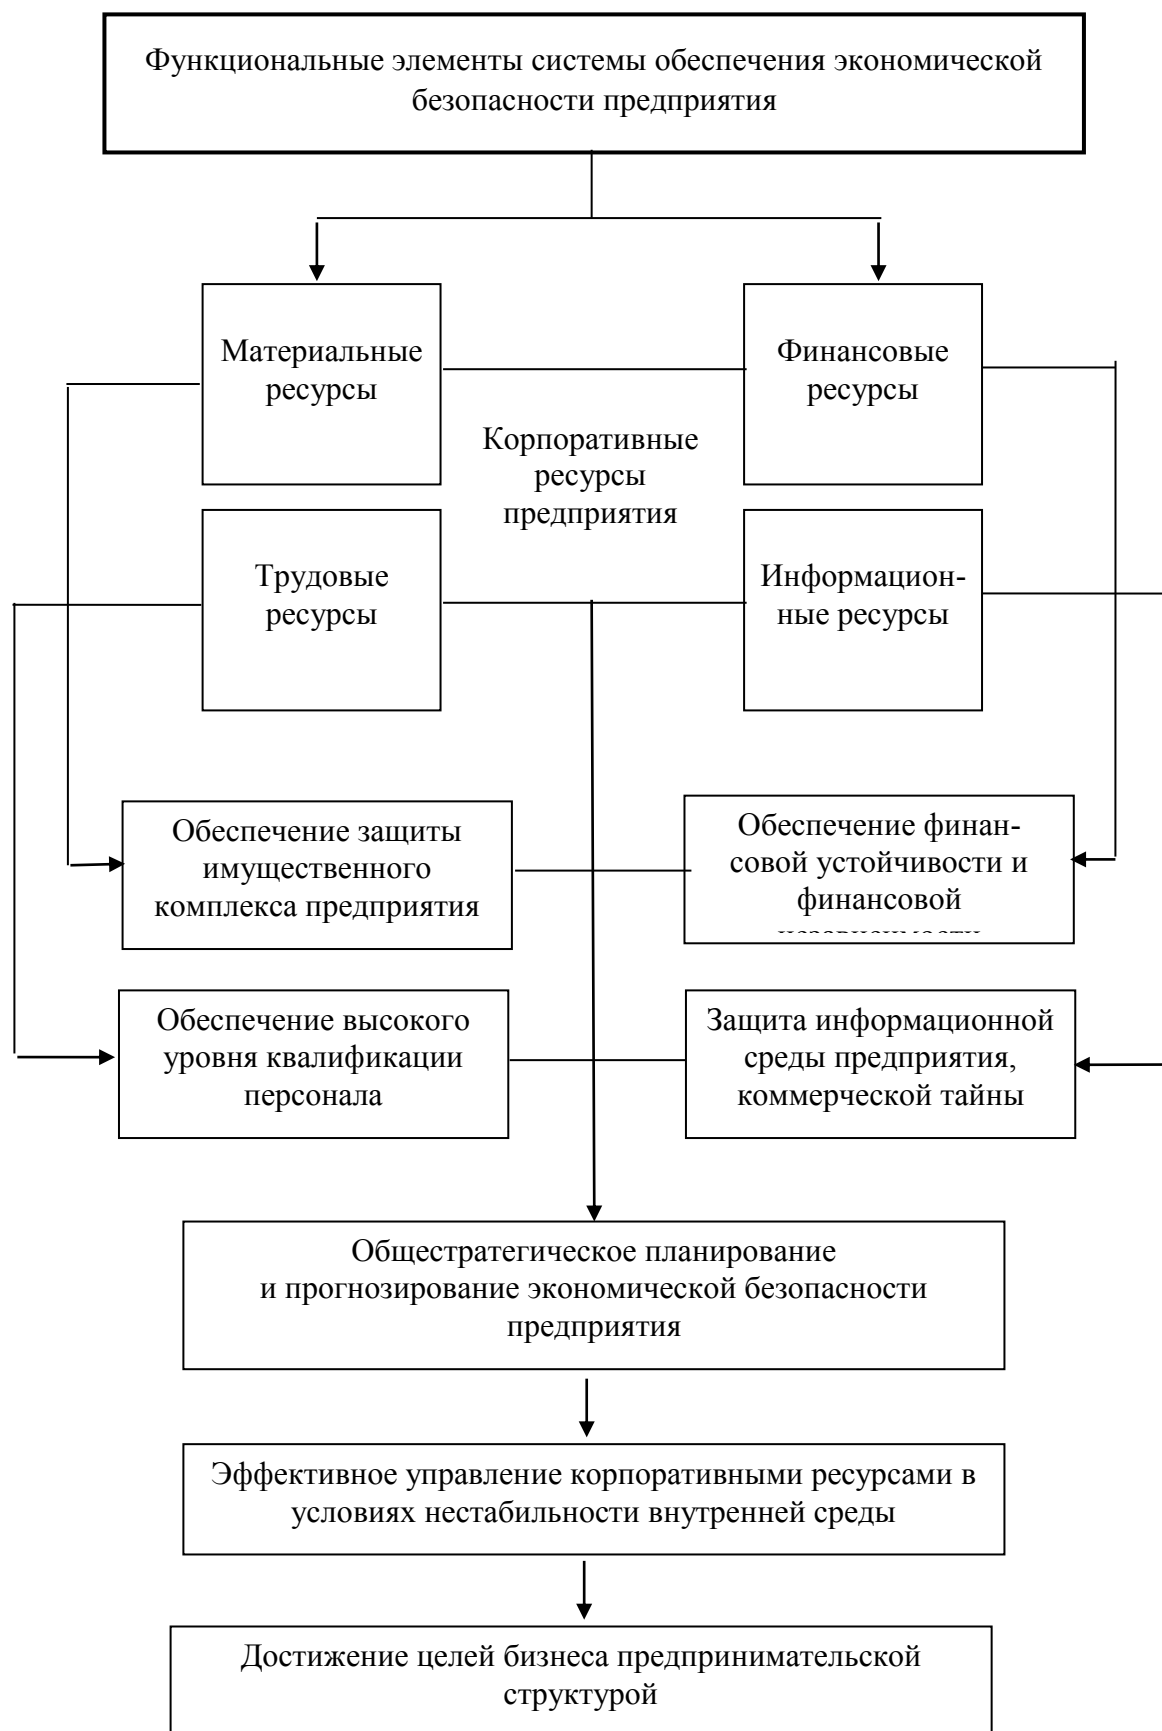 Функциональные элементы системы обеспечения экономической
безопасности предприятия
Материальные
ресурсы
Финансовые
ресурсы
Корпоративные
ресурсы
предприятия
Трудовые
ресурсы
Информацион-
ные ресурсы
Обеспечение защиты
имущественного
комплекса предприятия
Обеспечение финан-
совой устойчивости и
финансовой
независимости
Обеспечение высокого
уровня квалификации
персонала
Защита информационной
среды предприятия,
коммерческой тайны
Общестратегическое планирование
и прогнозирование экономической безопасности
предприятия
Эффективное управление корпоративными ресурсами в
условиях нестабильности внутренней среды
Достижение целей бизнеса предпринимательской
структурой